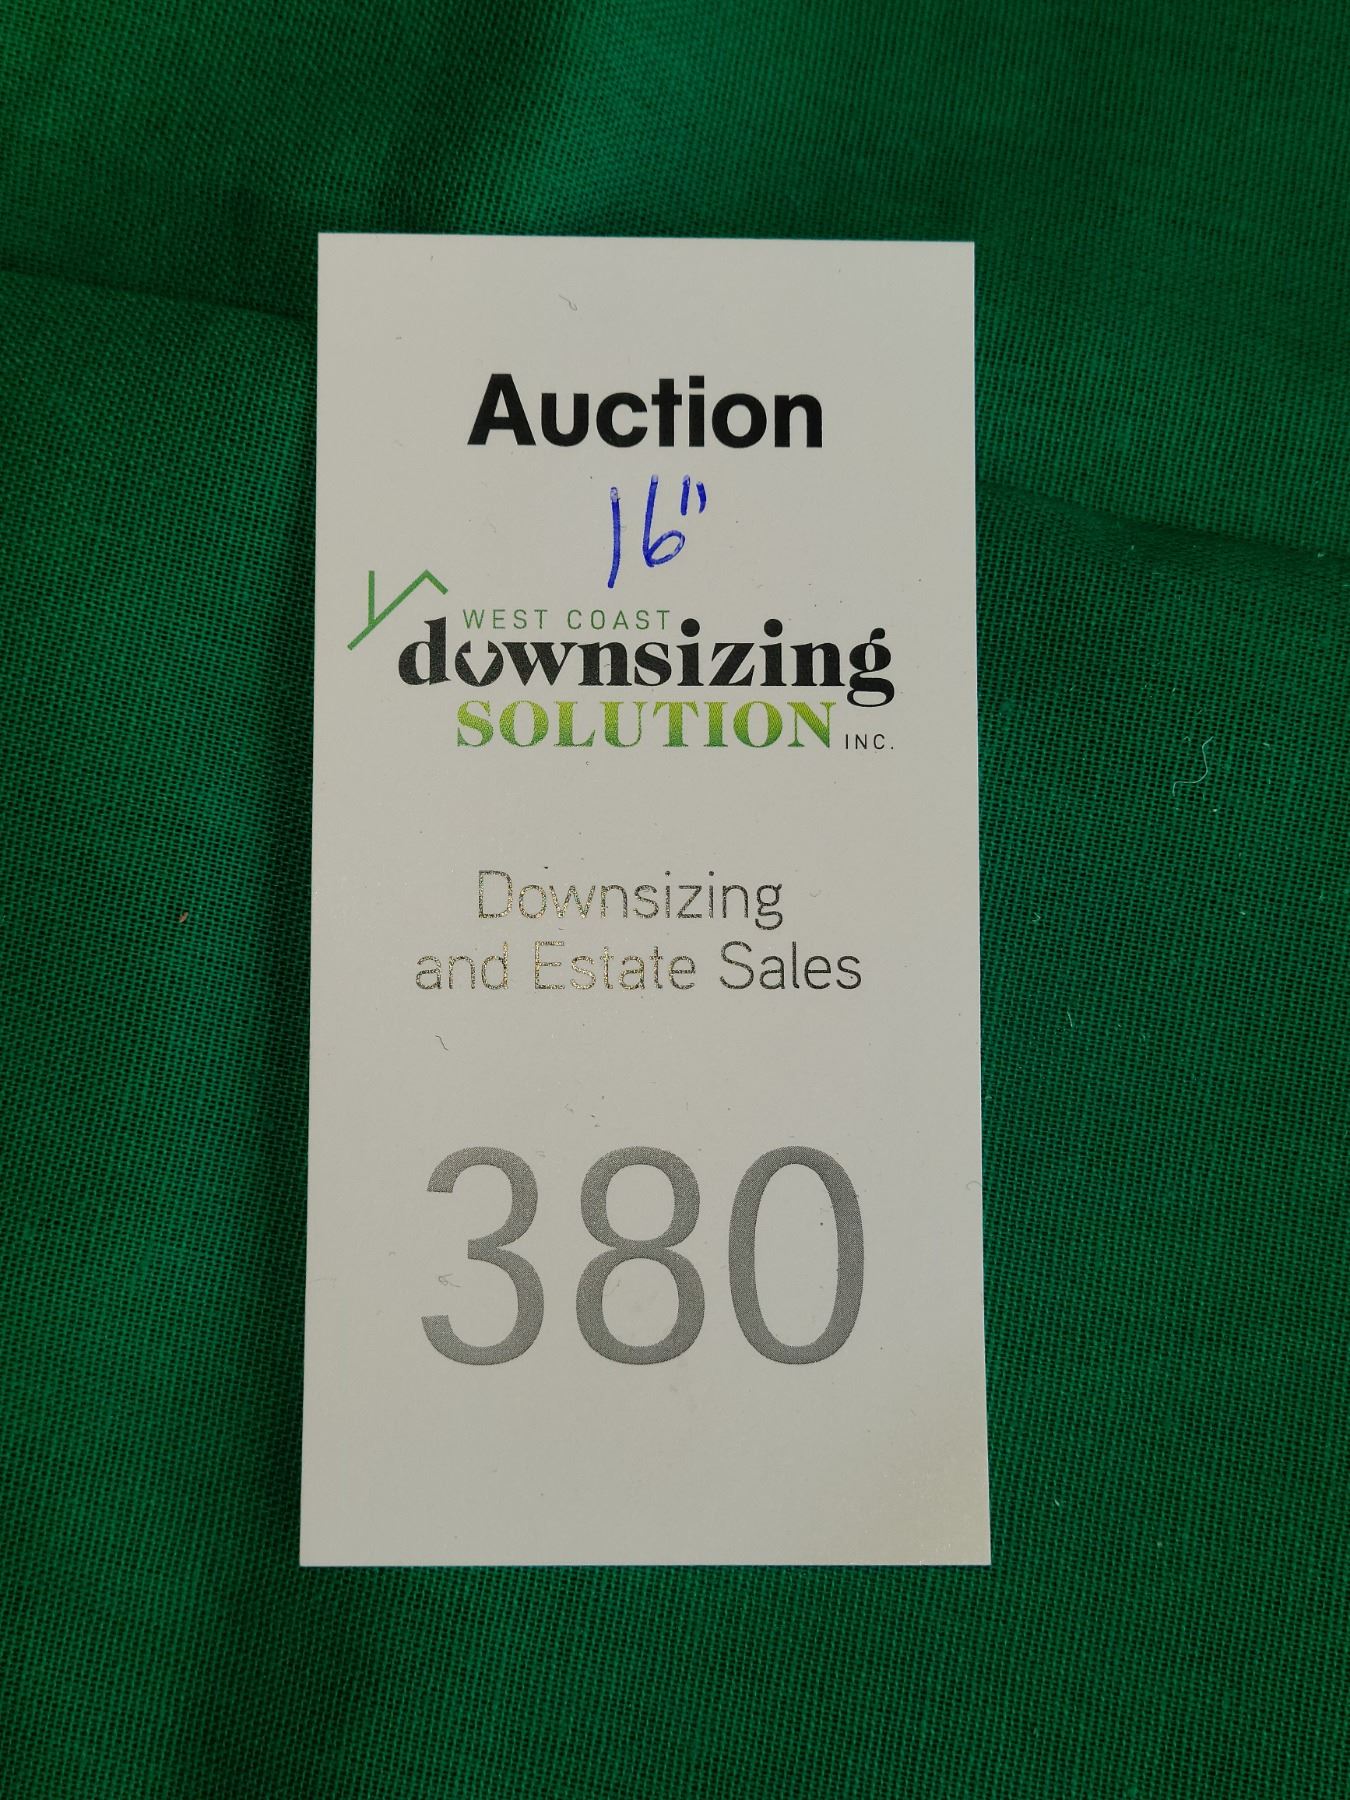 Auction
16"
WEST COAST
downsizing
SOLUTION INC.
Downsizing
and Estate Sales
380